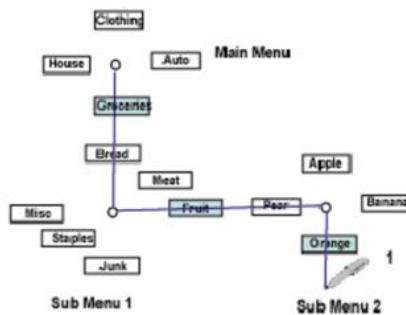 Clothing
House
Auto
Main Menu
Groceries
Bread
Apple
Meat
Misc
Fruit
Pear
Banana
Staples
Orange
1
Junk
Sub Menu 1
Sub Menu 2